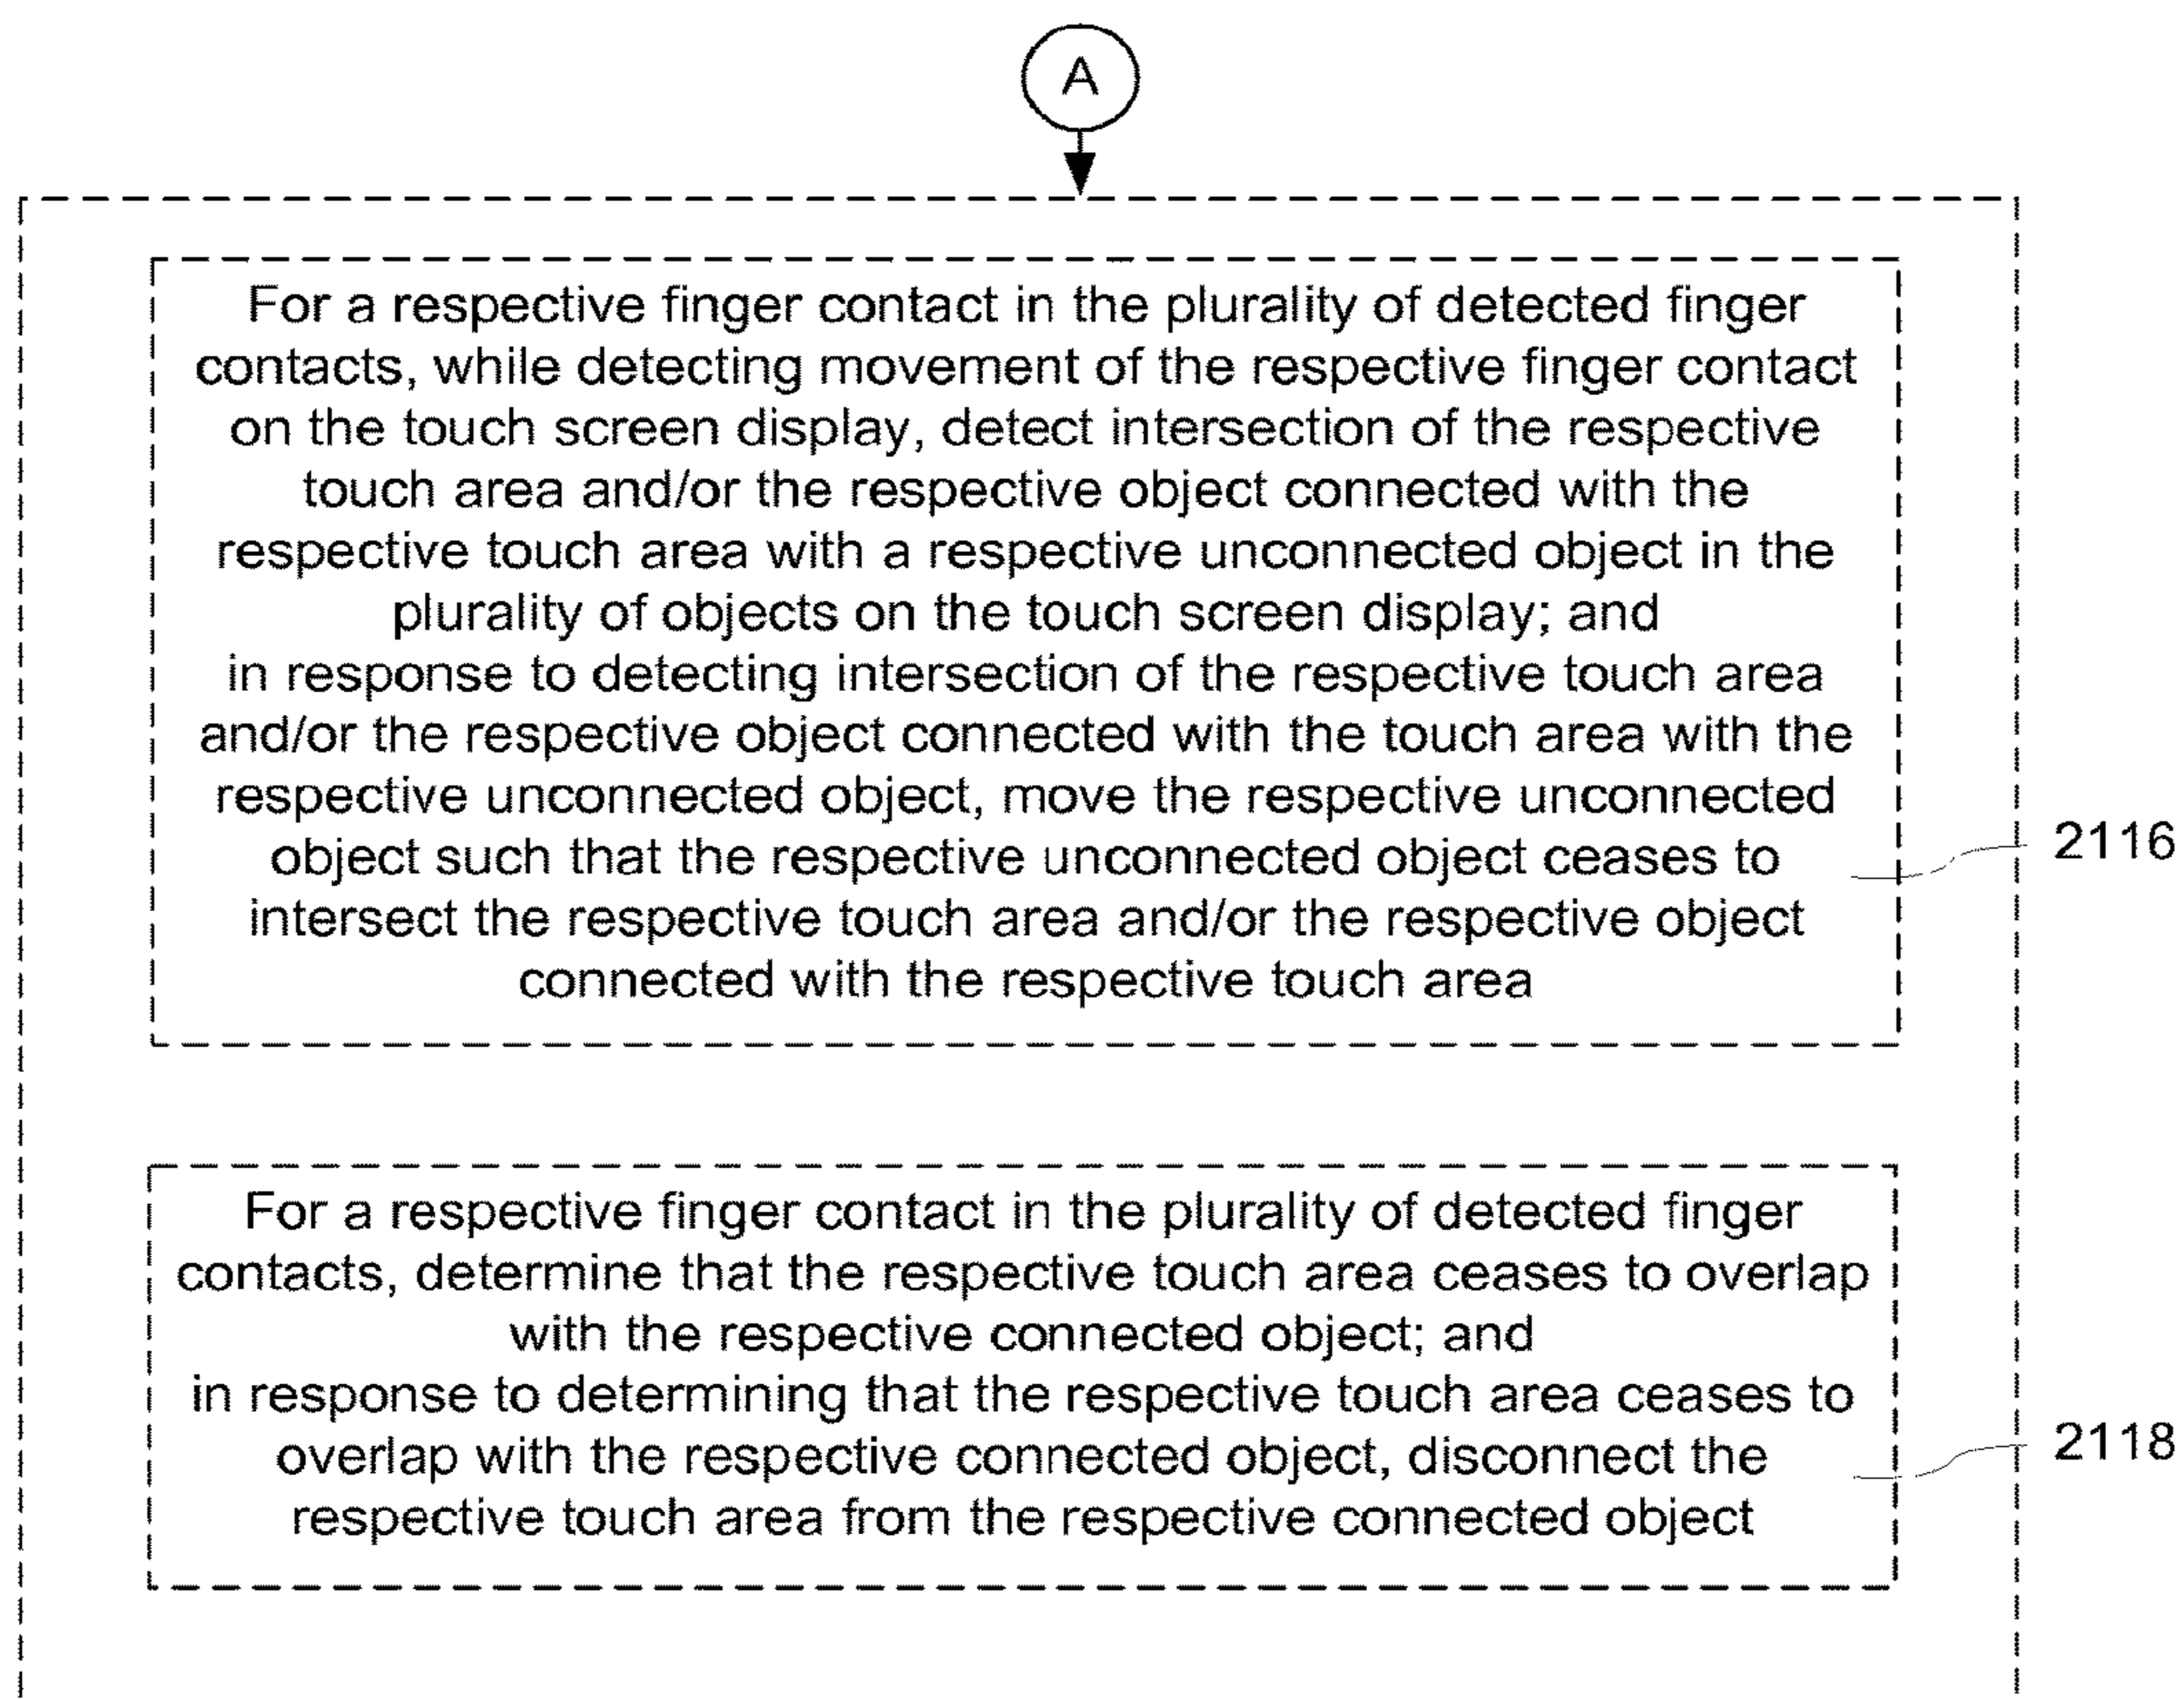 A
For a respective finger contact in the plurality of detected finger
contacts, while detecting movement of the respective finger contact
on the touch screen display, detect intersection of the respective
touch area and/or the respective object connected with the
respective touch area with a respective unconnected object in the
plurality of objects on the touch screen display; and
in response to detecting intersection of the respective touch area
and/or the respective object connected with the touch area with the
respective unconnected object, move the respective unconnected
object such that the respective unconnected object ceases to
intersect the respective touch area and/or the respective object
connected with the respective touch area
2116
For a respective finger contact in the plurality of detected finger
contacts, determine that the respective touch area ceases to overlap
with the respective connected object; and
in response to determining that the respective touch area ceases to
overlap with the respective connected object, disconnect the
respective touch area from the respective connected object
2118